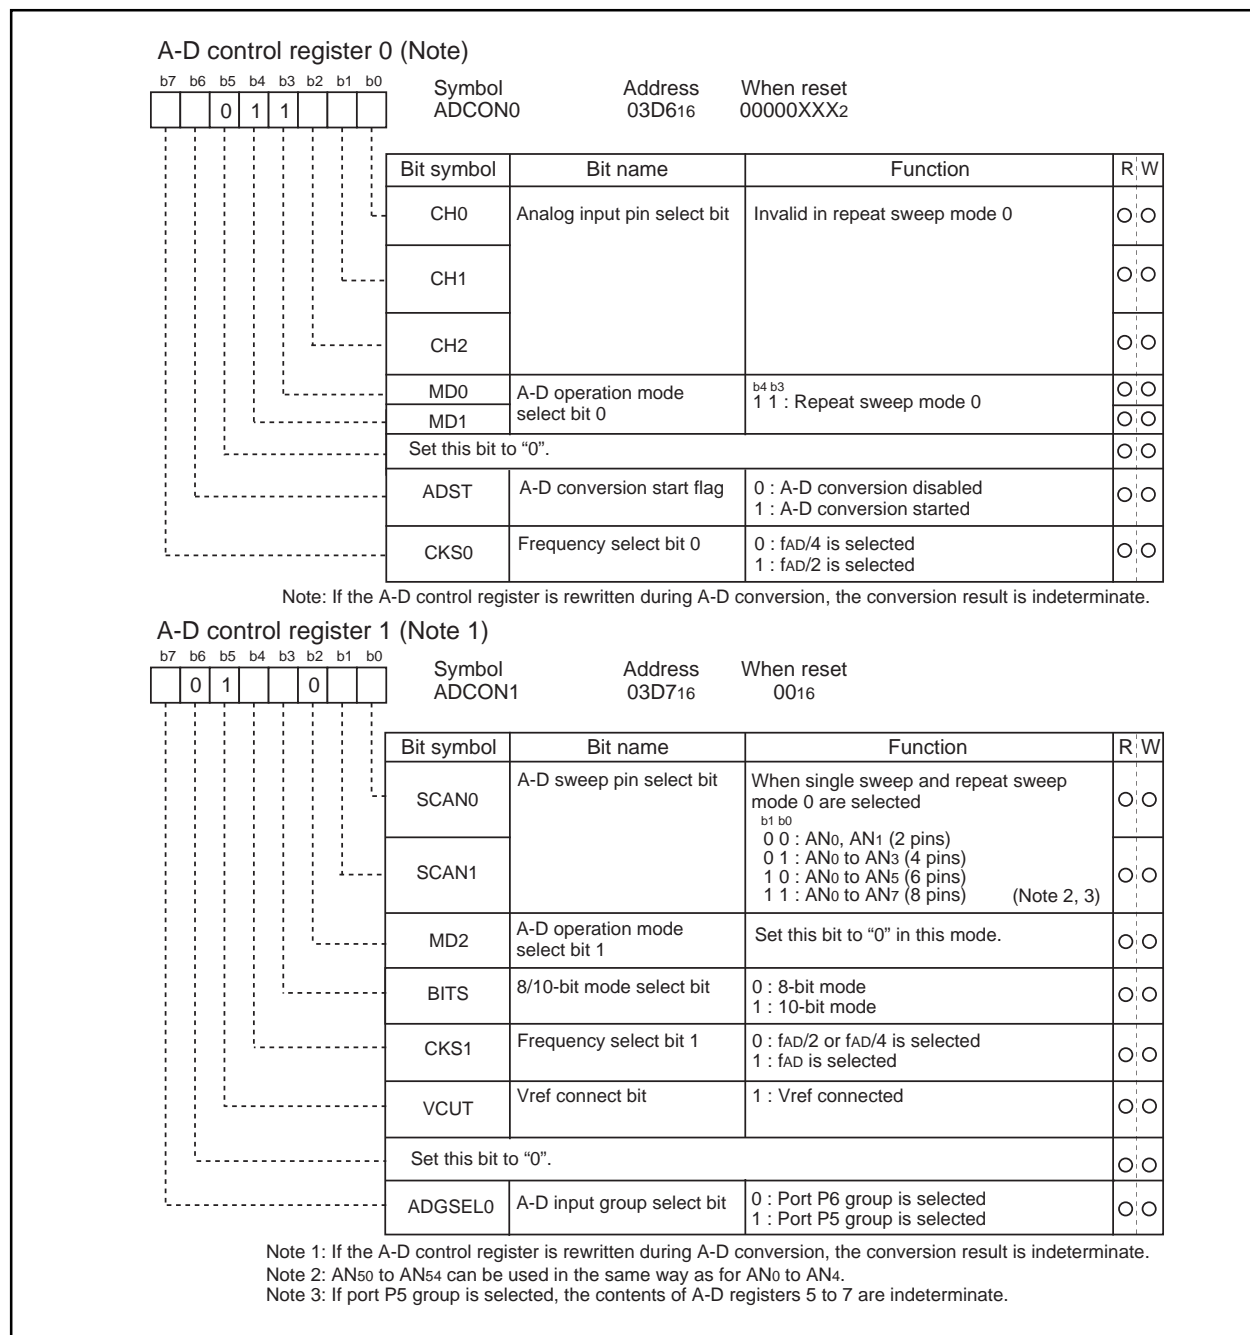 A-D control register 0 (Note)
b7 b6 b5 b4 b3 b2 b1 b0
0 1 1
Symbol Address When reset
ADCON0 03D616 00000XXX2
Bit symbol Bit name Function R W
CH0 Analog input pin select bit Invalid in repeat sweep mode 0
CH1
CH2
MD0 A-D operation mode select bit 0 b4 b3
1 1 : Repeat sweep mode 0
MD1
Set this bit to “0”.
ADST A-D conversion start flag 0 : A-D conversion disabled
1 : A-D conversion started
CKS0 Frequency select bit 0 0 : fAD/4 is selected
1 : fAD/2 is selected
Note: If the A-D control register is rewritten during A-D conversion, the conversion result is indeterminate.
A-D control register 1 (Note 1)
b7 b6 b5 b4 b3 b2 b1 b0
0 1 0
Symbol Address When reset
ADCON1 03D716 0016
Bit symbol Bit name Function R W
SCAN0 A-D sweep pin select bit When single sweep and repeat sweep
mode 0 are selected
b1 b0
0 0 : AN0, AN1 (2 pins)
0 1 : AN0 to AN3 (4 pins)
SCAN1 1 0 : AN0 to AN5 (6 pins)
1 1 : AN0 to AN7 (8 pins) (Note 2, 3)
MD2 A-D operation mode select bit 1 Set this bit to “0” in this mode.
BITS 8/10-bit mode select bit 0 : 8-bit mode
1 : 10-bit mode
CKS1 Frequency select bit 1 0 : fAD/2 or fAD/4 is selected
1 : fAD is selected
VCUT Vref connect bit 1 : Vref connected
Set this bit to “0”.
ADGSEL0 A-D input group select bit 0 : Port P6 group is selected
1 : Port P5 group is selected
Note 1: If the A-D control register is rewritten during A-D conversion, the conversion result is indeterminate.
Note 2: AN50 to AN54 can be used in the same way as for AN0 to AN4.
Note 3: If port P5 group is selected, the contents of A-D registers 5 to 7 are indeterminate.